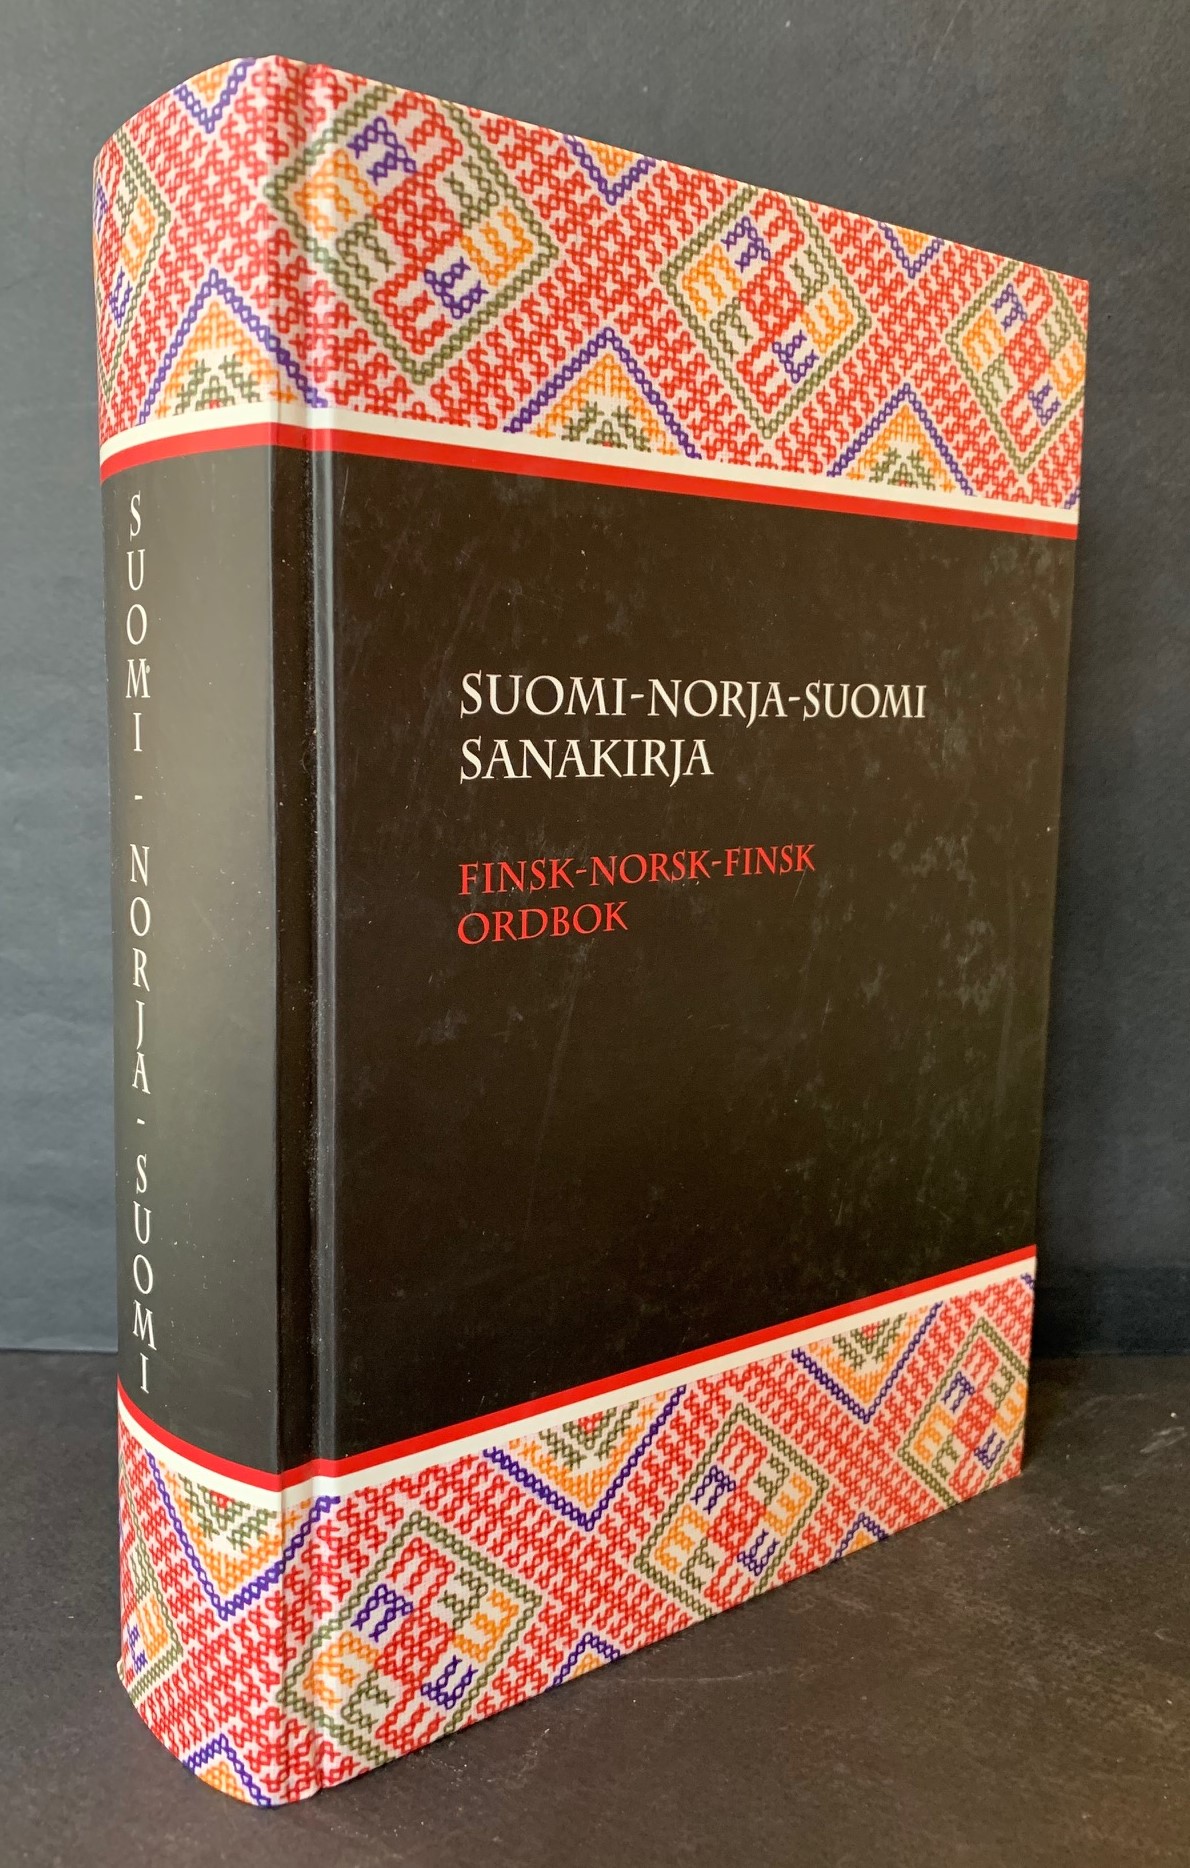 SUOMI - NORJA - SUOMI
SUOMI-NORJA-SUOMI
SANAKIRJA
FINSK-NORSK-FINSK
ORDBOK